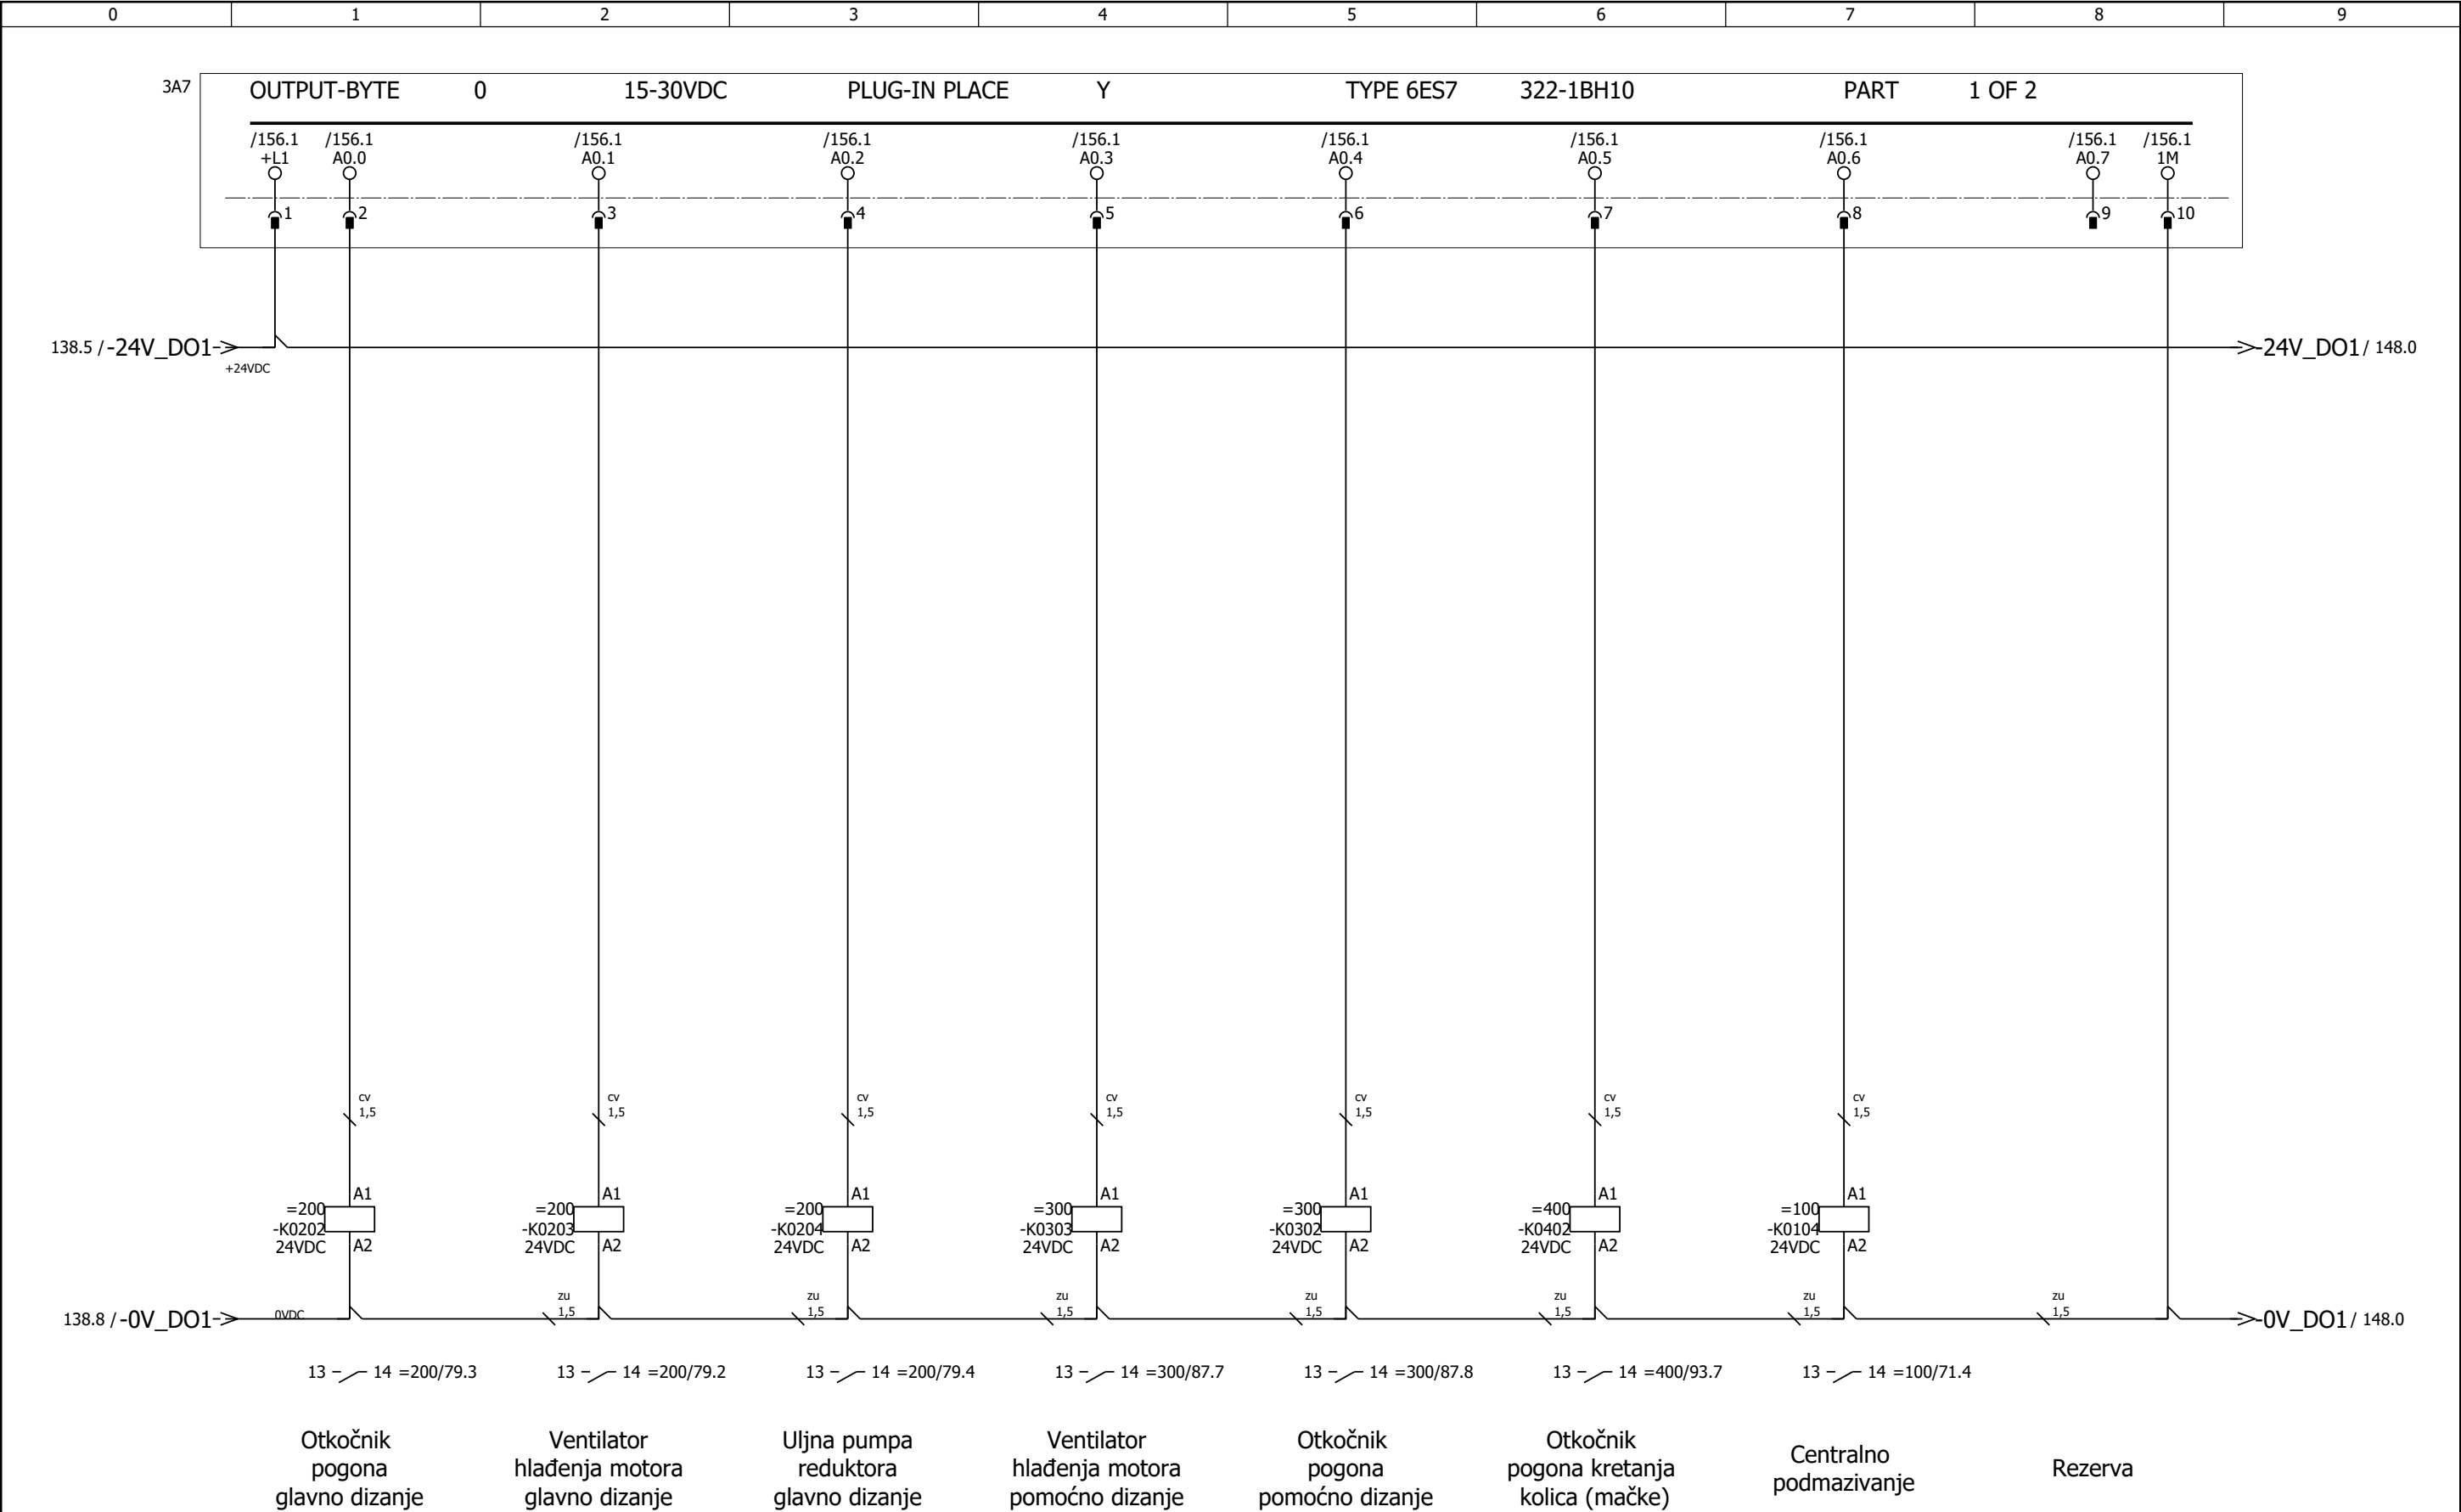 0 1 2 3 4 5 6 7 8 9
3A7 OUTPUT-BYTE 0 15-30VDC PLUG-IN PLACE Y TYPE 6ES7 322-1BH10 PART 1 OF 2
/156.1 /156.1 /156.1 /156.1 /156.1 /156.1 /156.1 /156.1 /156.1 /156.1
+L1 A0.0 A0.1 A0.2 A0.3 A0.4 A0.5 A0.6 A0.7 1M
1 2 3 4 5 6 7 8 9 10
138.5 / -24V_DO1 -24V_DO1 / 148.0
+24VDC
cv cv cv cv cv cv cv
1,5 1,5 1,5 1,5 1,5 1,5 1,5
A1 A1 A1 A1 A1 A1 A1
=200 =200 =200 =300 =300 =400 =100
-K0202 -K0203 -K0204 -K0303 -K0302 -K0402 -K0104
24VDC A2 24VDC A2 24VDC A2 24VDC A2 24VDC A2 24VDC A2 24VDC A2
zu zu zu zu zu zu zu
0VDC 1,5 1,5 1,5 1,5 1,5 1,5 1,5
138.8 / -0V_DO1 -0V_DO1 / 148.0
13 14 =200/79.3 13 14 =200/79.2 13 14 =200/79.4 13 14 =300/87.7 13 14 =300/87.8 13 14 =400/93.7 13 14 =100/71.4
Otkočnik
pogona
glavno dizanje
Ventilator
hlađenja motora
glavno dizanje
Uljna pumpa
reduktora
glavno dizanje
Ventilator
hlađenja motora
pomoćno dizanje
Otkočnik
pogona
pomoćno dizanje
Otkočnik
pogona kretanja
kolica (mačke)
Centralno
podmazivanje
Rezerva